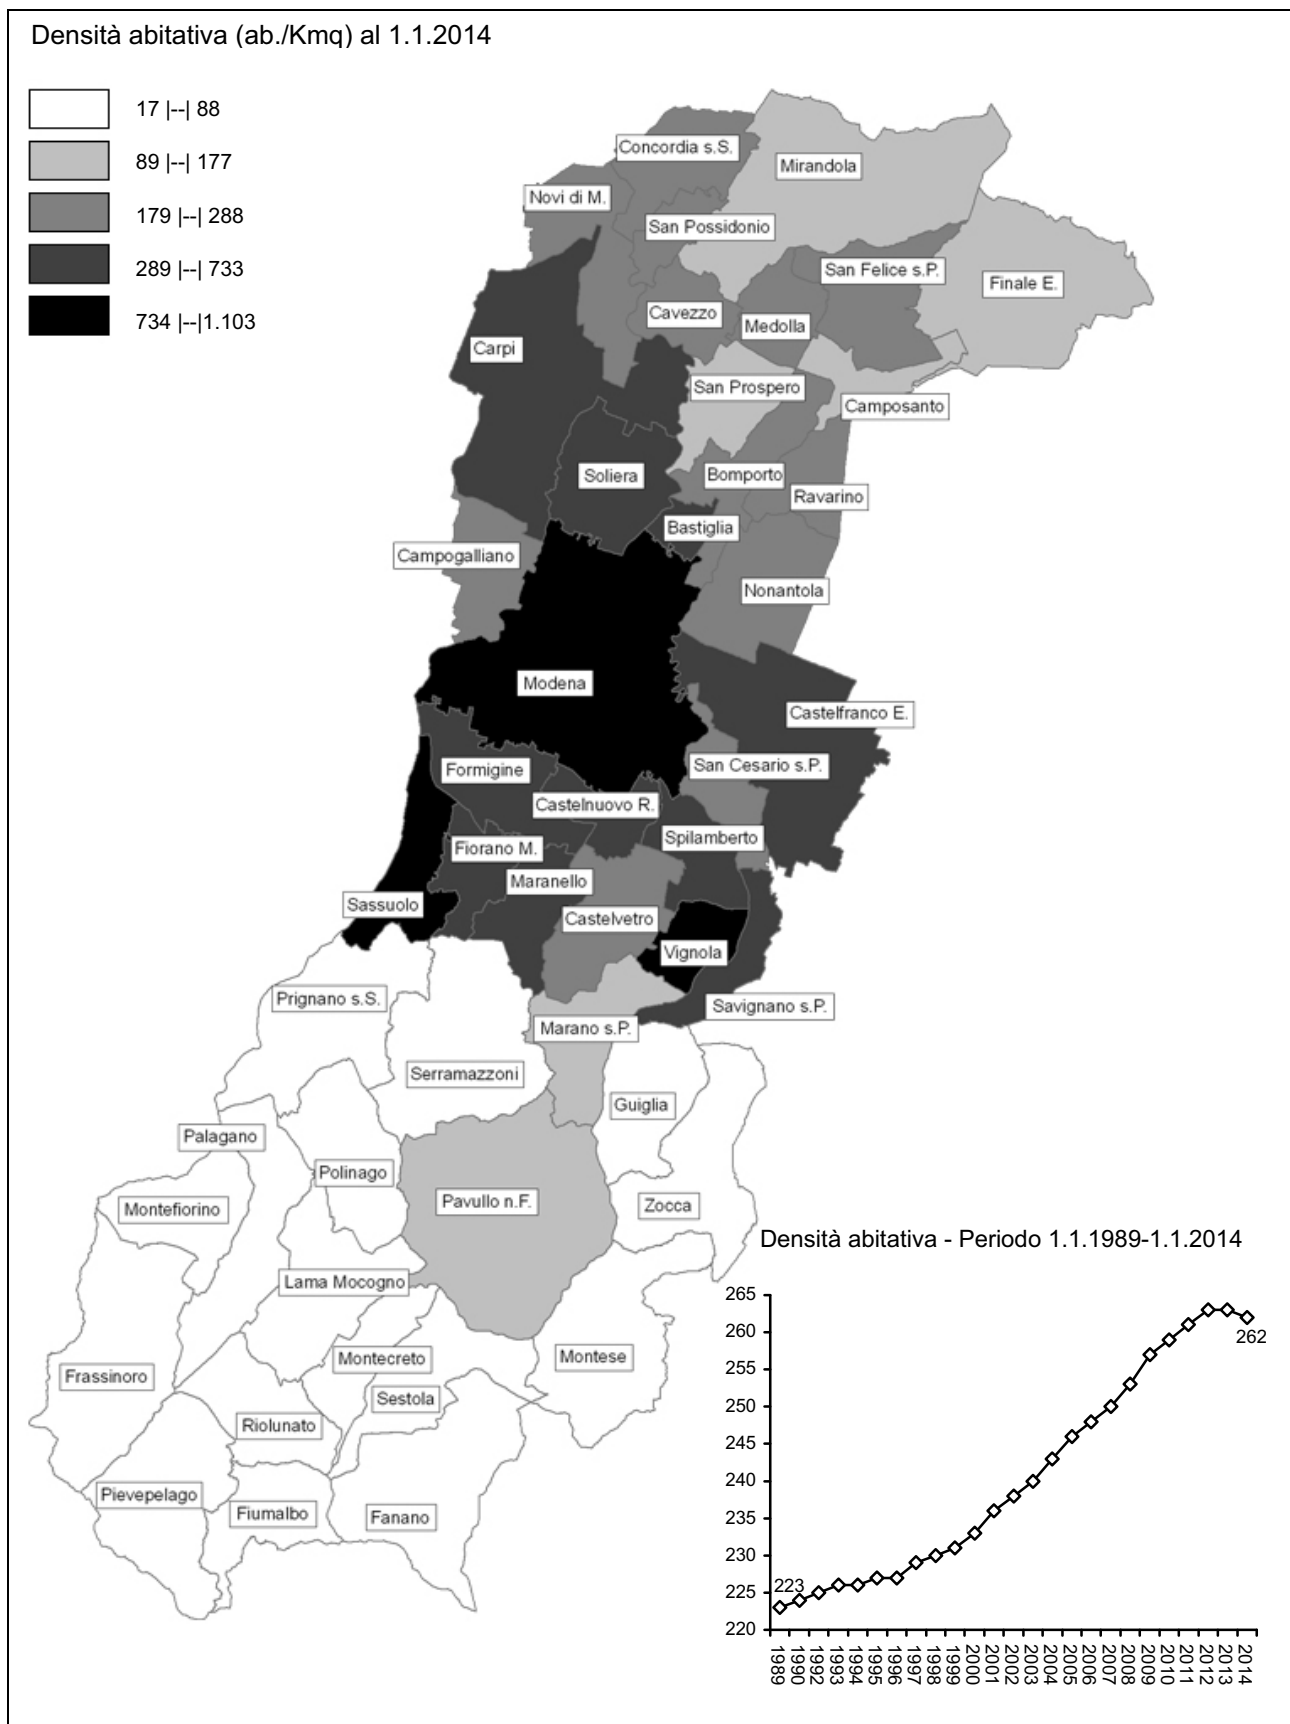 Densità abitativa (ab./Kmq) al 1.1.2014
17 |--| 88
89 |--| 177
179 |--| 288
289 |--| 733
734 |--|1.103
Concordia s.S.
Mirandola
Novi di M.
San Possidonio
San Felice s.P.
Finale E.
Cavezzo
Medolla
Carpi
San Prospero
Camposanto
Soliera
Bomporto
Ravarino
Bastiglia
Campogalliano
Nonantola
Modena
Castelfranco E.
San Cesario s.P.
Formigine
Castelnuovo R.
Spilamberto
Fiorano M.
Maranello
Sassuolo
Castelvetro
Vignola
Prignano s.S.
Savignano s.P.
Marano s.P.
Serramazzoni
Guiglia
Palagano
Polinago
Montefiorino
Pavullo n.F.
Zocca
Lama Mocogno
Montecreto
Montese
Frassinoro
Sestola
Riolunato
Pievepelago
Fiumalbo
Fanano
Densità abitativa - Periodo 1.1.1989-1.1.2014
265
260
255
250
245
240
235
230
225
220
223
262
1989
1990
1992
1993
1994
1995
1996
1997
1998
1999
2000
2001
2002
2003
2004
2005
2006
2007
2008
2009
2010
2011
2012
2013
2014